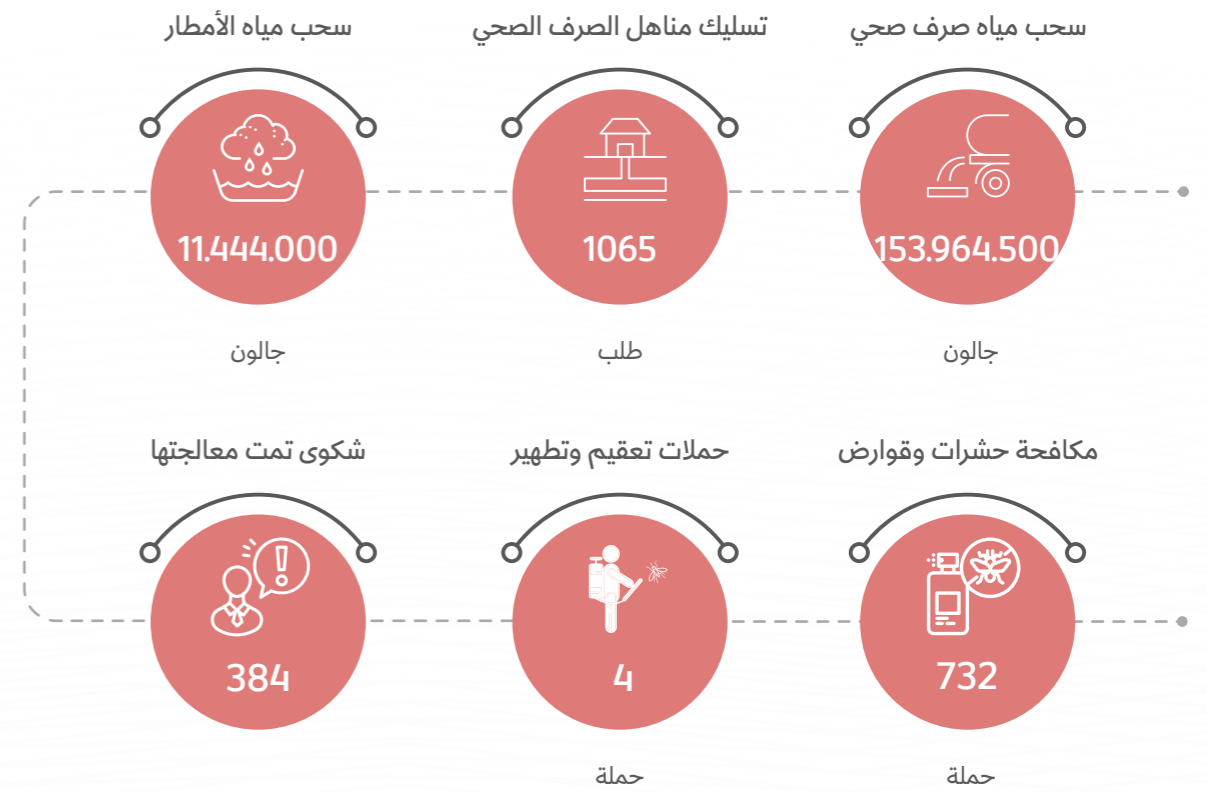 سحب مياه صرف صحي
153.964.500
جالون
تسليك مناهل الصرف الصحي
1065
طلب
سحب مياه الأمطار
11.444.000
جالون
مكافحة حشرات وقوارض
732
حملة
حملات تعقيم وتطهير
4
حملة
شكوى تمت معالجتها
384